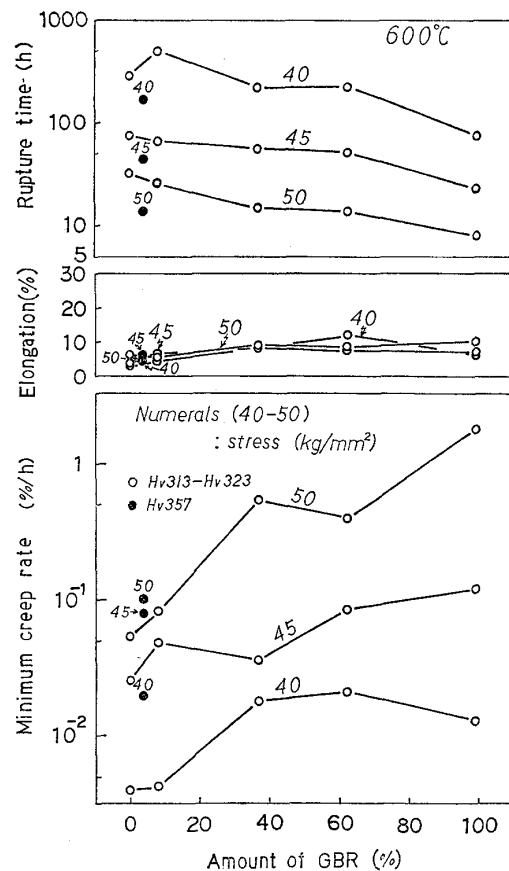 600°C
Rupture time (h)
1000
100
10
5
40
45
50
40
45
50
Elongation(%)
30
20
10
0
45
45
50
40
50
40
Numerals (40-50)
: stress (kg/mm²)
○ Hv313-Hv323
● Hv357
Minimum creep rate (%/h)
1
10⁻¹
10⁻²
50
45
40
50
45
40
0 20 40 60 80 100
Amount of GBR (%)